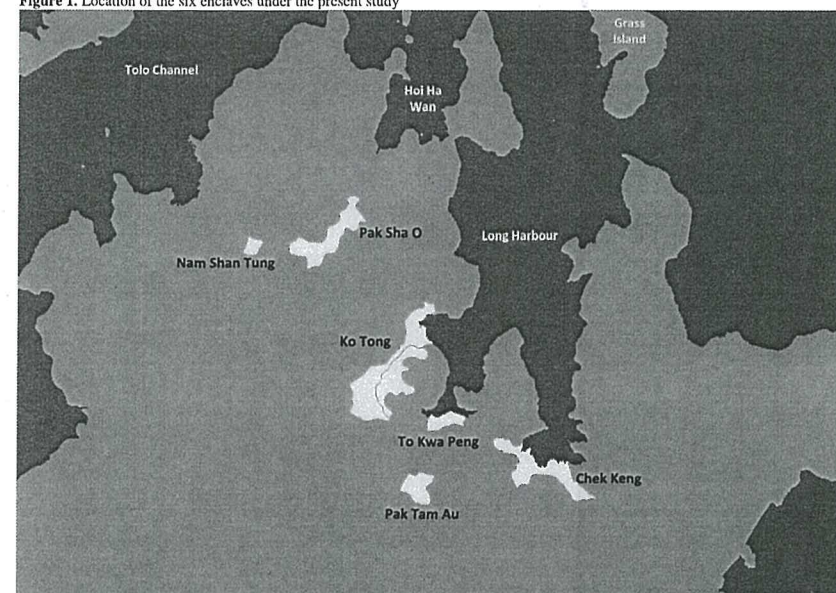 Figure 1. Location of the six enclaves under the present study
Grass
Island
Tolo Channel
Hoi Ha
Wan
Pak Sha O
Long Harbour
Nam Shan Tung
Ko Tong
To Kwa Peng
Chek Keng
Pak Tam Au